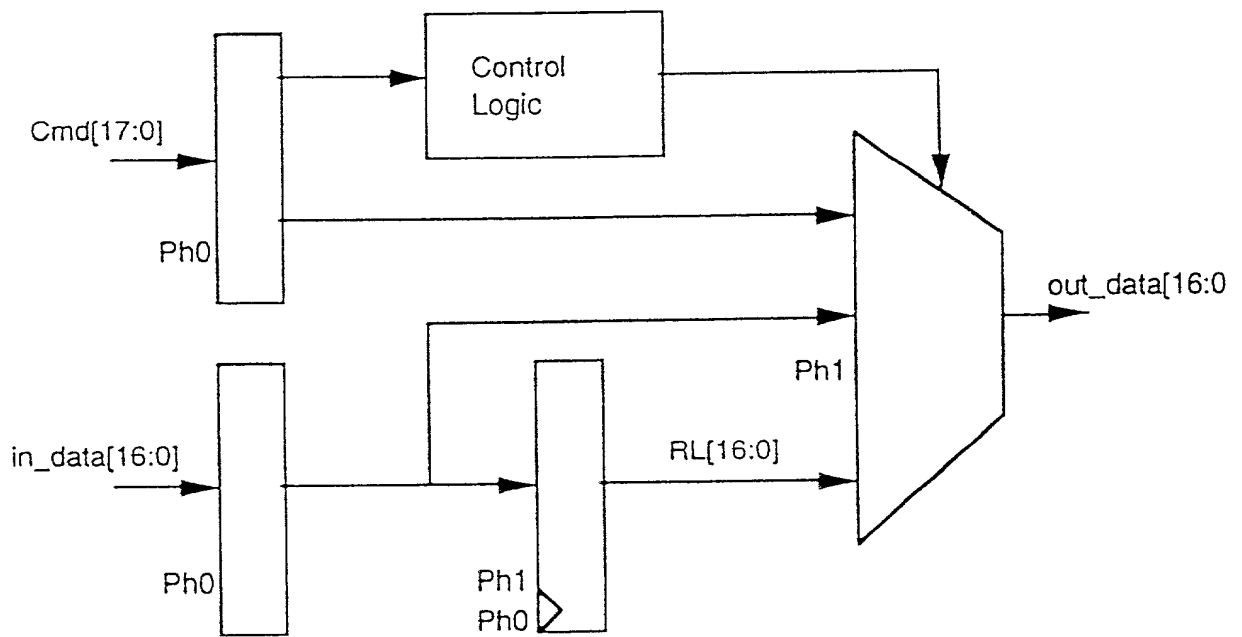 Control
Logic
Cmd[17:0]
Ph0
out_data[16:0
Ph1
in_data[16:0]
RL[16:0]
Ph0
Ph1
Ph0